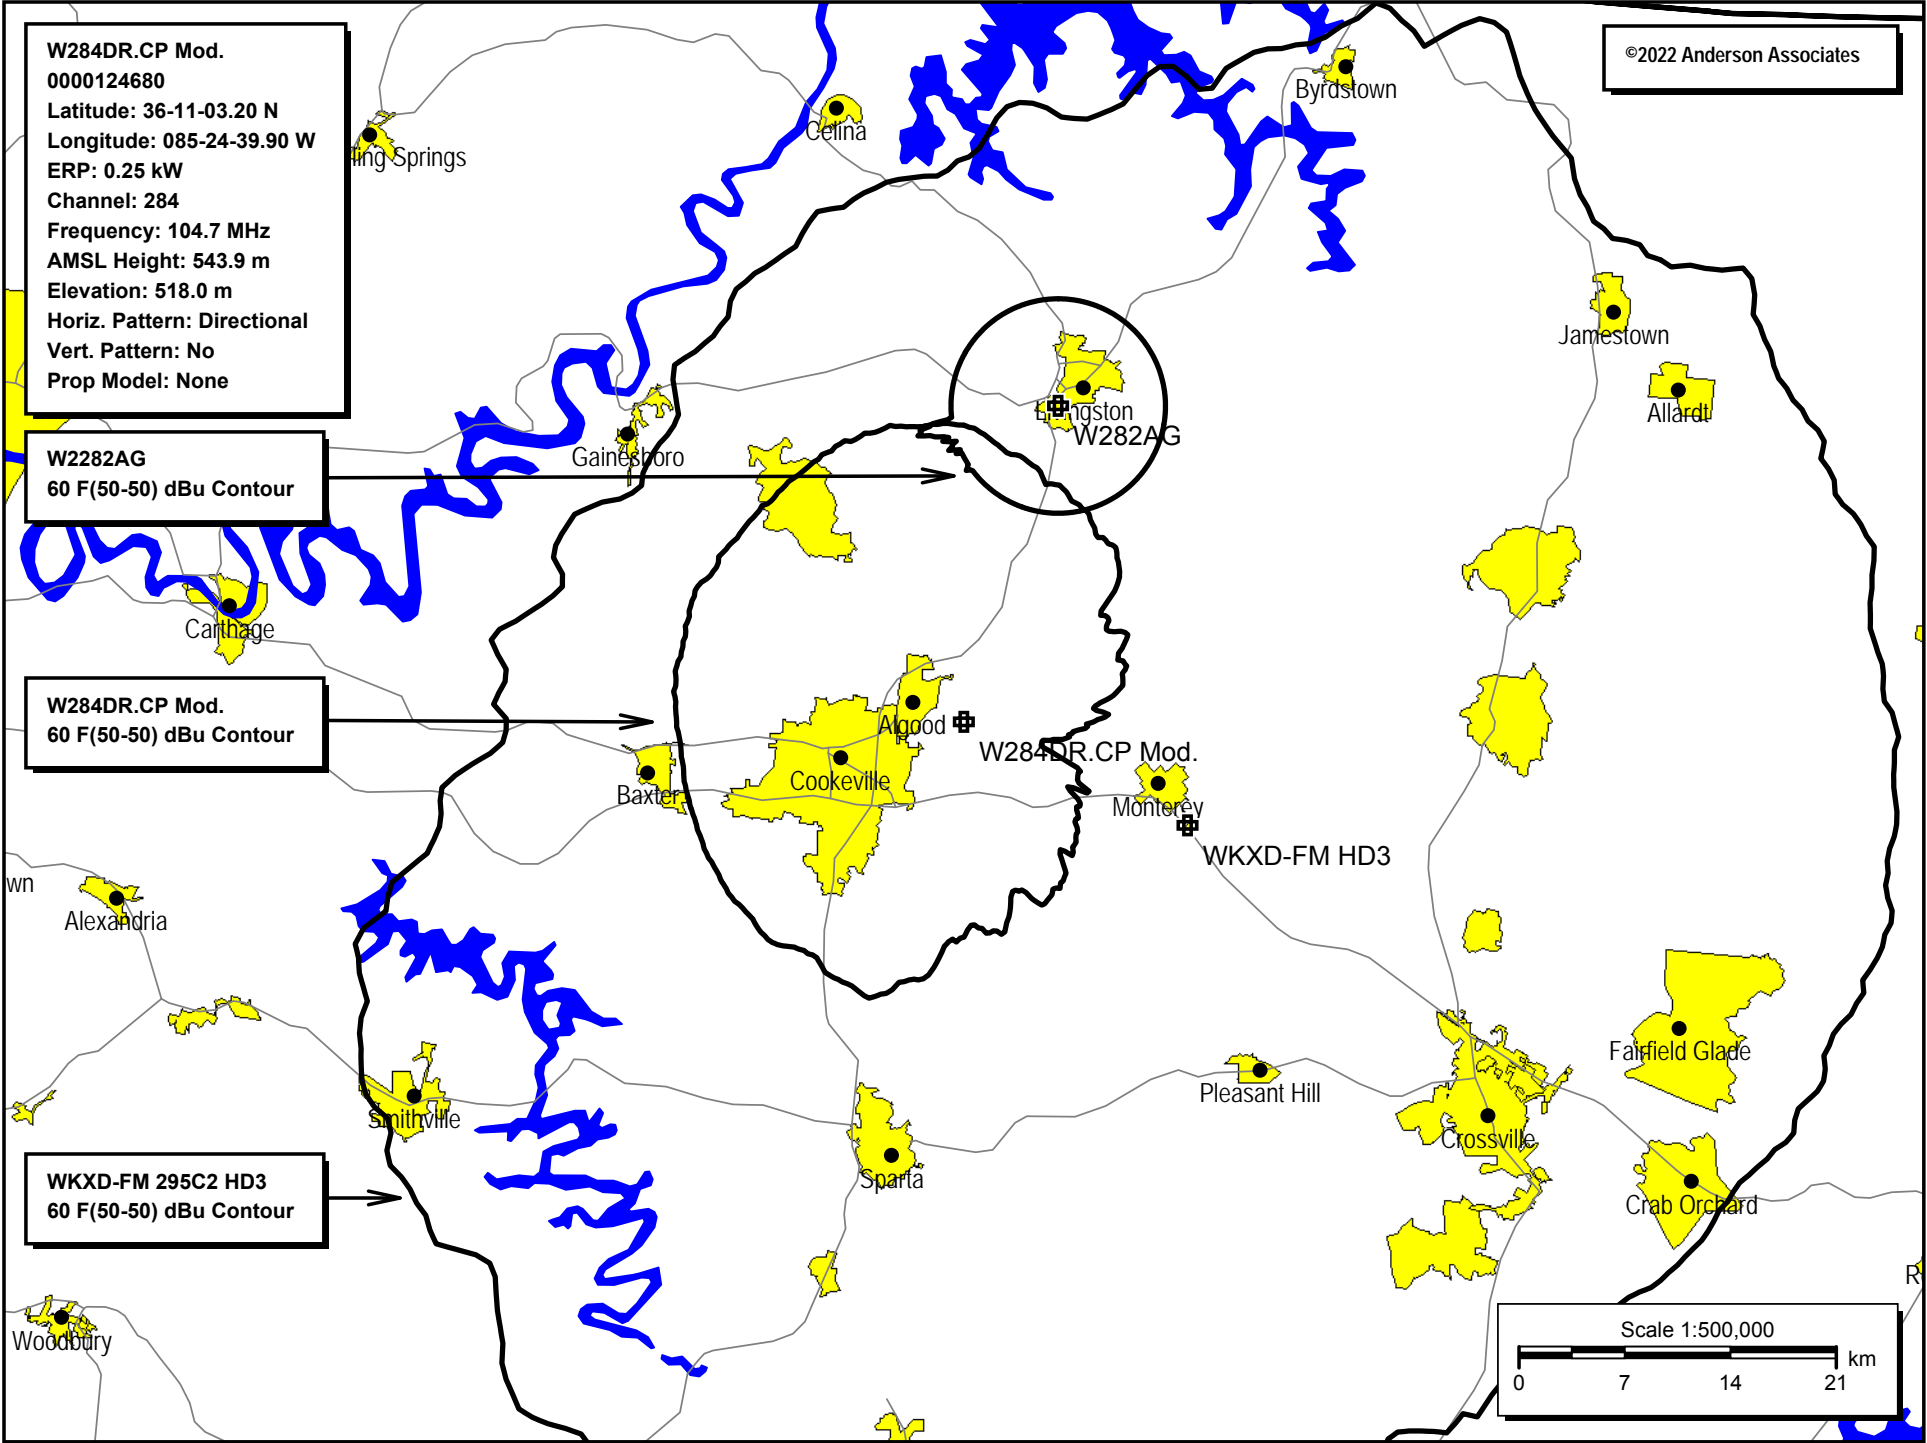 W284DR.CP Mod.
0000124680
Latitude: 36-11-03.20 N
Longitude: 085-24-39.90 W
ERP: 0.25 kW
Channel: 284
Frequency: 104.7 MHz
AMSL Height: 543.9 m
Elevation: 518.0 m
Horiz. Pattern: Directional
Vert. Pattern: No
Prop Model: None
©2022 Anderson Associates
Byrdstown
Celina
ling Springs
Jamestown
Allardt
Livingston
W282AG
Gainesboro
W2282AG
60 F(50-50) dBu Contour
Carthage
W284DR.CP Mod.
60 F(50-50) dBu Contour
Algood
W284DR.CP Mod.
Cookeville
Baxter
Monterey
WKXD-FM HD3
wn
Alexandria
Fairfield Glade
Pleasant Hill
Smithville
Crossville
Sparta
Crab Orchard
WKXD-FM 295C2 HD3
60 F(50-50) dBu Contour
R
Woodbury
Scale 1:500,000
km
0 7 14 21